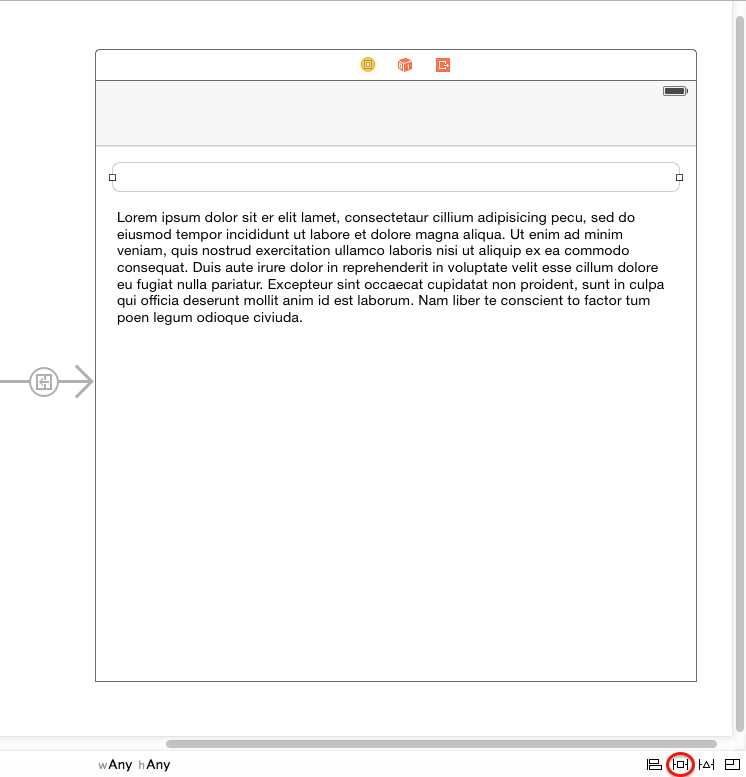 Lorem ipsum dolor sit er elit lamet, consectetaur cillium adipisicing pecu, sed do
eiusmod tempor incididunt ut labore et dolore magna aliqua. Ut enim ad minim
veniam, quis nostrud exercitation ullamco laboris nisi ut aliquip ex ea commodo
consequat. Duis aute irure dolor in reprehenderit in voluptate velit esse cillum dolore
eu fugiat nulla pariatur. Excepteur sint occaecat cupidatat non proident, sunt in culpa
qui officia deserunt mollit anim id est laborum. Nam liber te conscient to factor tum
poen legum odioque civiuda.
wAny hAny